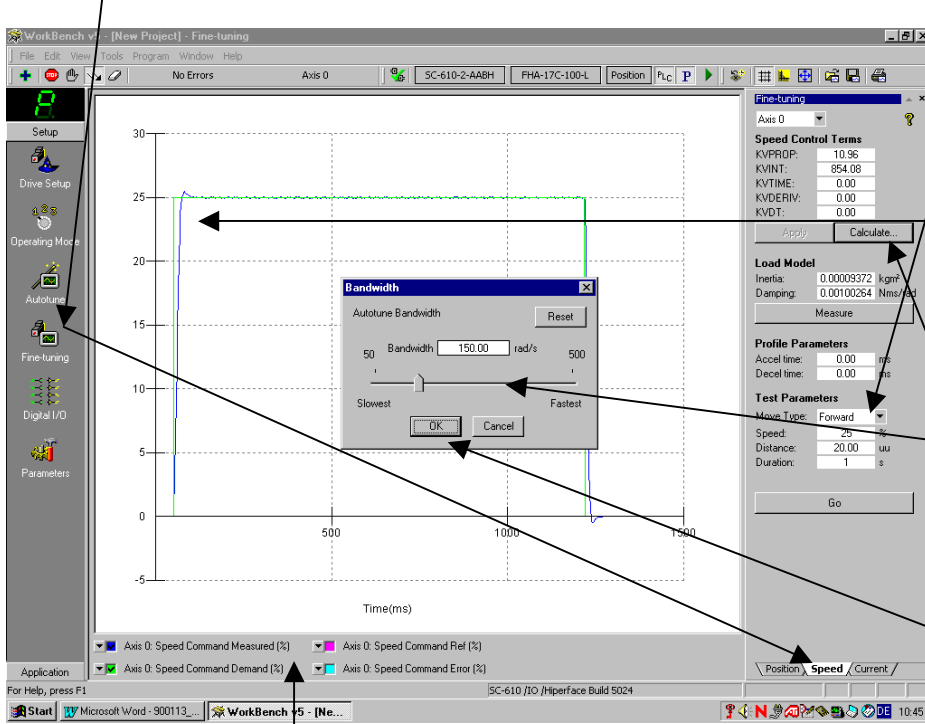 WorkBench v5 - [New Project] - Fine-tuning
File Edit View Tools Program Window Help
No Errors Axis 0 SC-610-2-AABH FHA-17C-100-L Position PLC P
Setup
Drive Setup
Operating Mode
Autotune
Fine-tuning
Digital I/O
Parameters
Application
30
25
20
15
10
5
0
-5
500 1000 1500
Time(ms)
Axis 0: Speed Command Measured (%) Axis 0: Speed Command Ref (%)
Axis 0: Speed Command Demand (%) Axis 0: Speed Command Error (%)
Bandwidth
Autotune Bandwidth Reset
50 Bandwidth 150.00 rad/s 500
Slowest Fastest
OK Cancel
Fine-tuning
Axis 0
Speed Control Terms
KVPROP: 10.96
KVINT: 854.08
KVTIME: 0.00
KVDERIV: 0.00
KVDT: 0.00
Apply Calculate...
Load Model
Inertia: 0.00009372 kgm²
Damping: 0.00100264 Nms/rad
Measure
Profile Parameters
Accel time: 0.00 ms
Decel time: 0.00 ms
Test Parameters
Move Type: Forward
Speed: 25 %
Distance: 20.00 uu
Duration: 1 s
Go
Position Speed Current
For Help, press F1 SC-610 /IO /Hiperface Build 5024
Start Microsoft Word - 900113_... WorkBench v5 - [Ne... DE 10:45